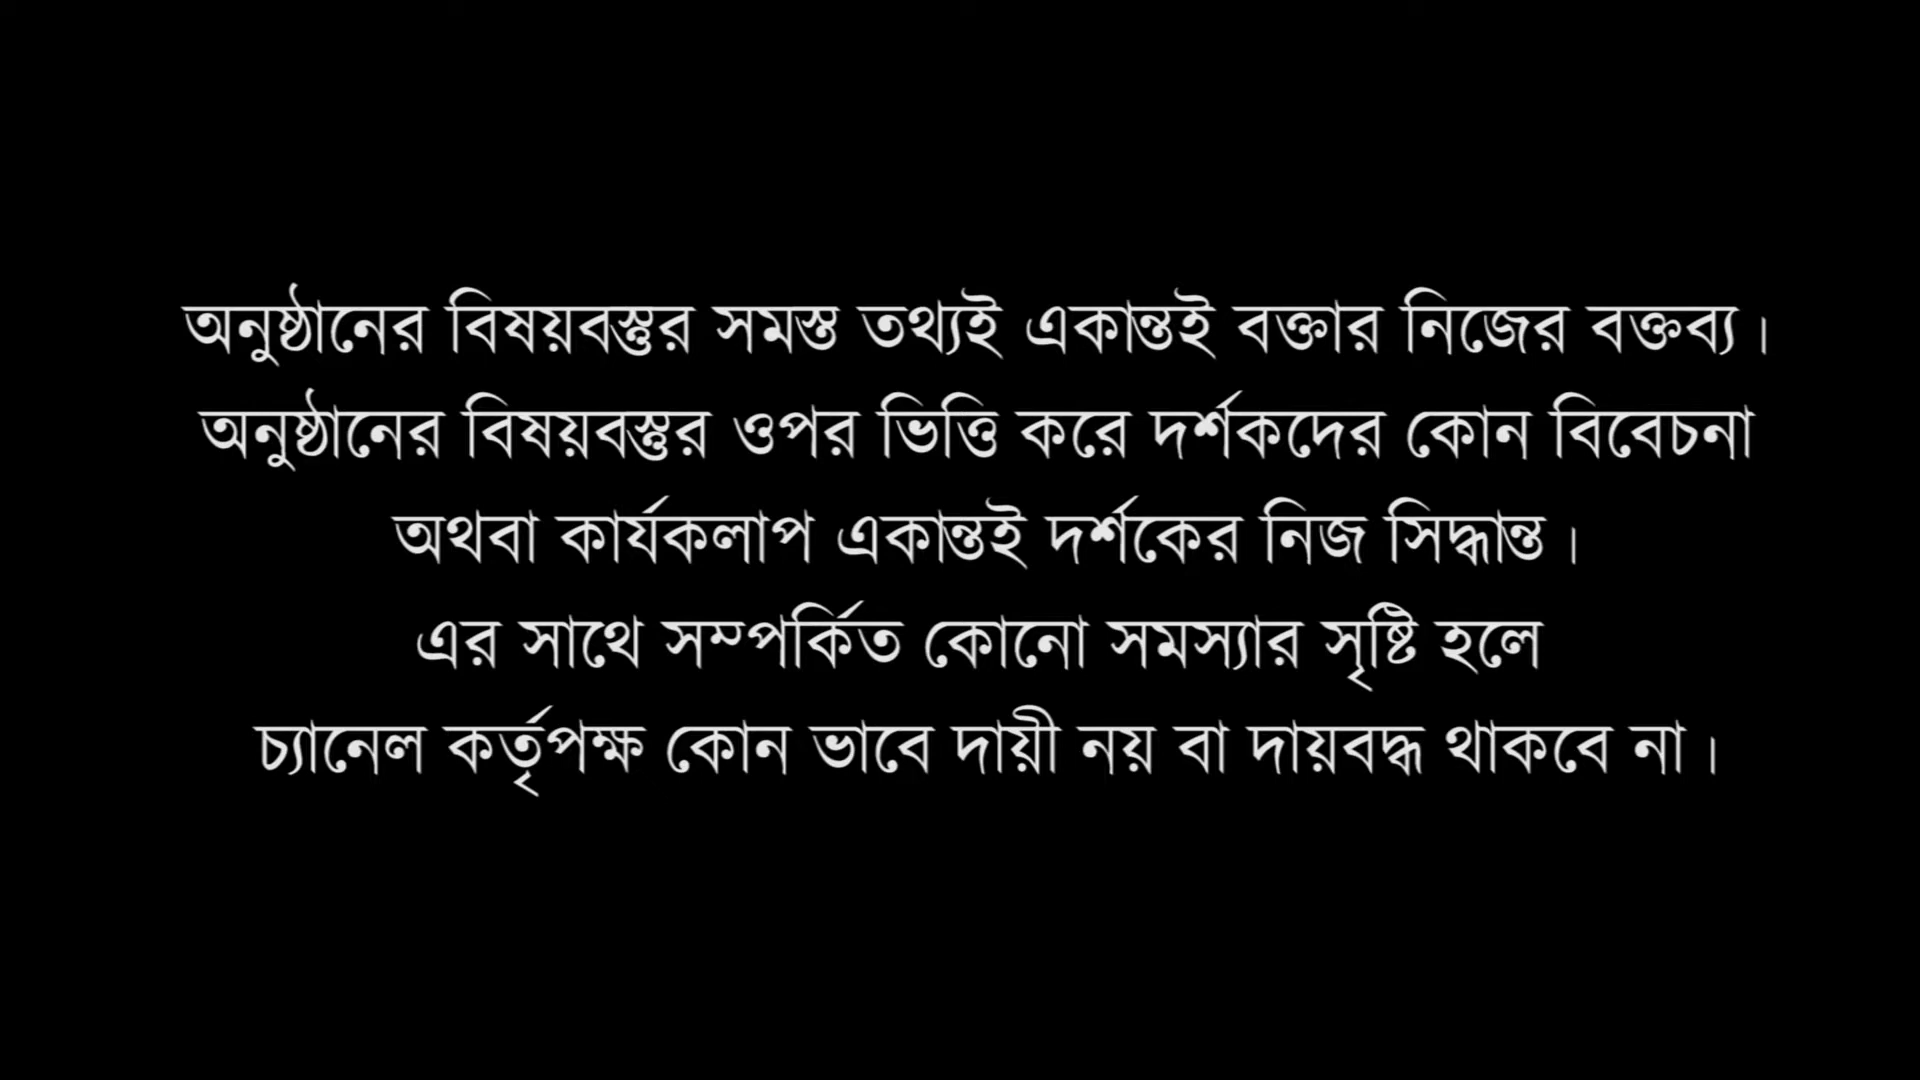 অনুষ্ঠানের বিষয়বস্তুর সমস্ত তথ্যই একান্তই বক্তার নিজের বক্তব্য।
অনুষ্ঠানের বিষয়বস্তুর ওপর ভিত্তি করে দর্শকদের কোন বিবেচনা
অথবা কার্যকলাপ একান্তই দর্শকের নিজ সিদ্ধান্ত।
এর সাথে সম্পর্কিত কোনো সমস্যার সৃষ্টি হলে
চ্যানেল কর্তৃপক্ষ কোন ভাবে দায়ী নয় বা দায়বদ্ধ থাকবে না।